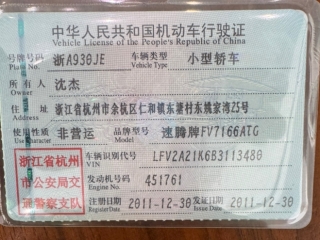 中华人民共和国机动车行驶证
Vehicle License of the People's Republic of China
号牌号码 浙A930JE 车辆类型 小型轿车
Plate No. Vehicle Type
所有人 沈杰
Owner
住址 浙江省杭州市余杭区仁和镇东塘村东姚家湾25号
Address
使用性质 非营运 品牌型号 速腾牌FV7166ATG
Use Character Model
浙江省杭州市公安局交通警察支队
车辆识别代号 LFV2A21K6B3113480
VIN
发动机号码 451761
Engine No.
注册日期 2011-12-30 发证日期 2011-12-30
Register Date Issue Date